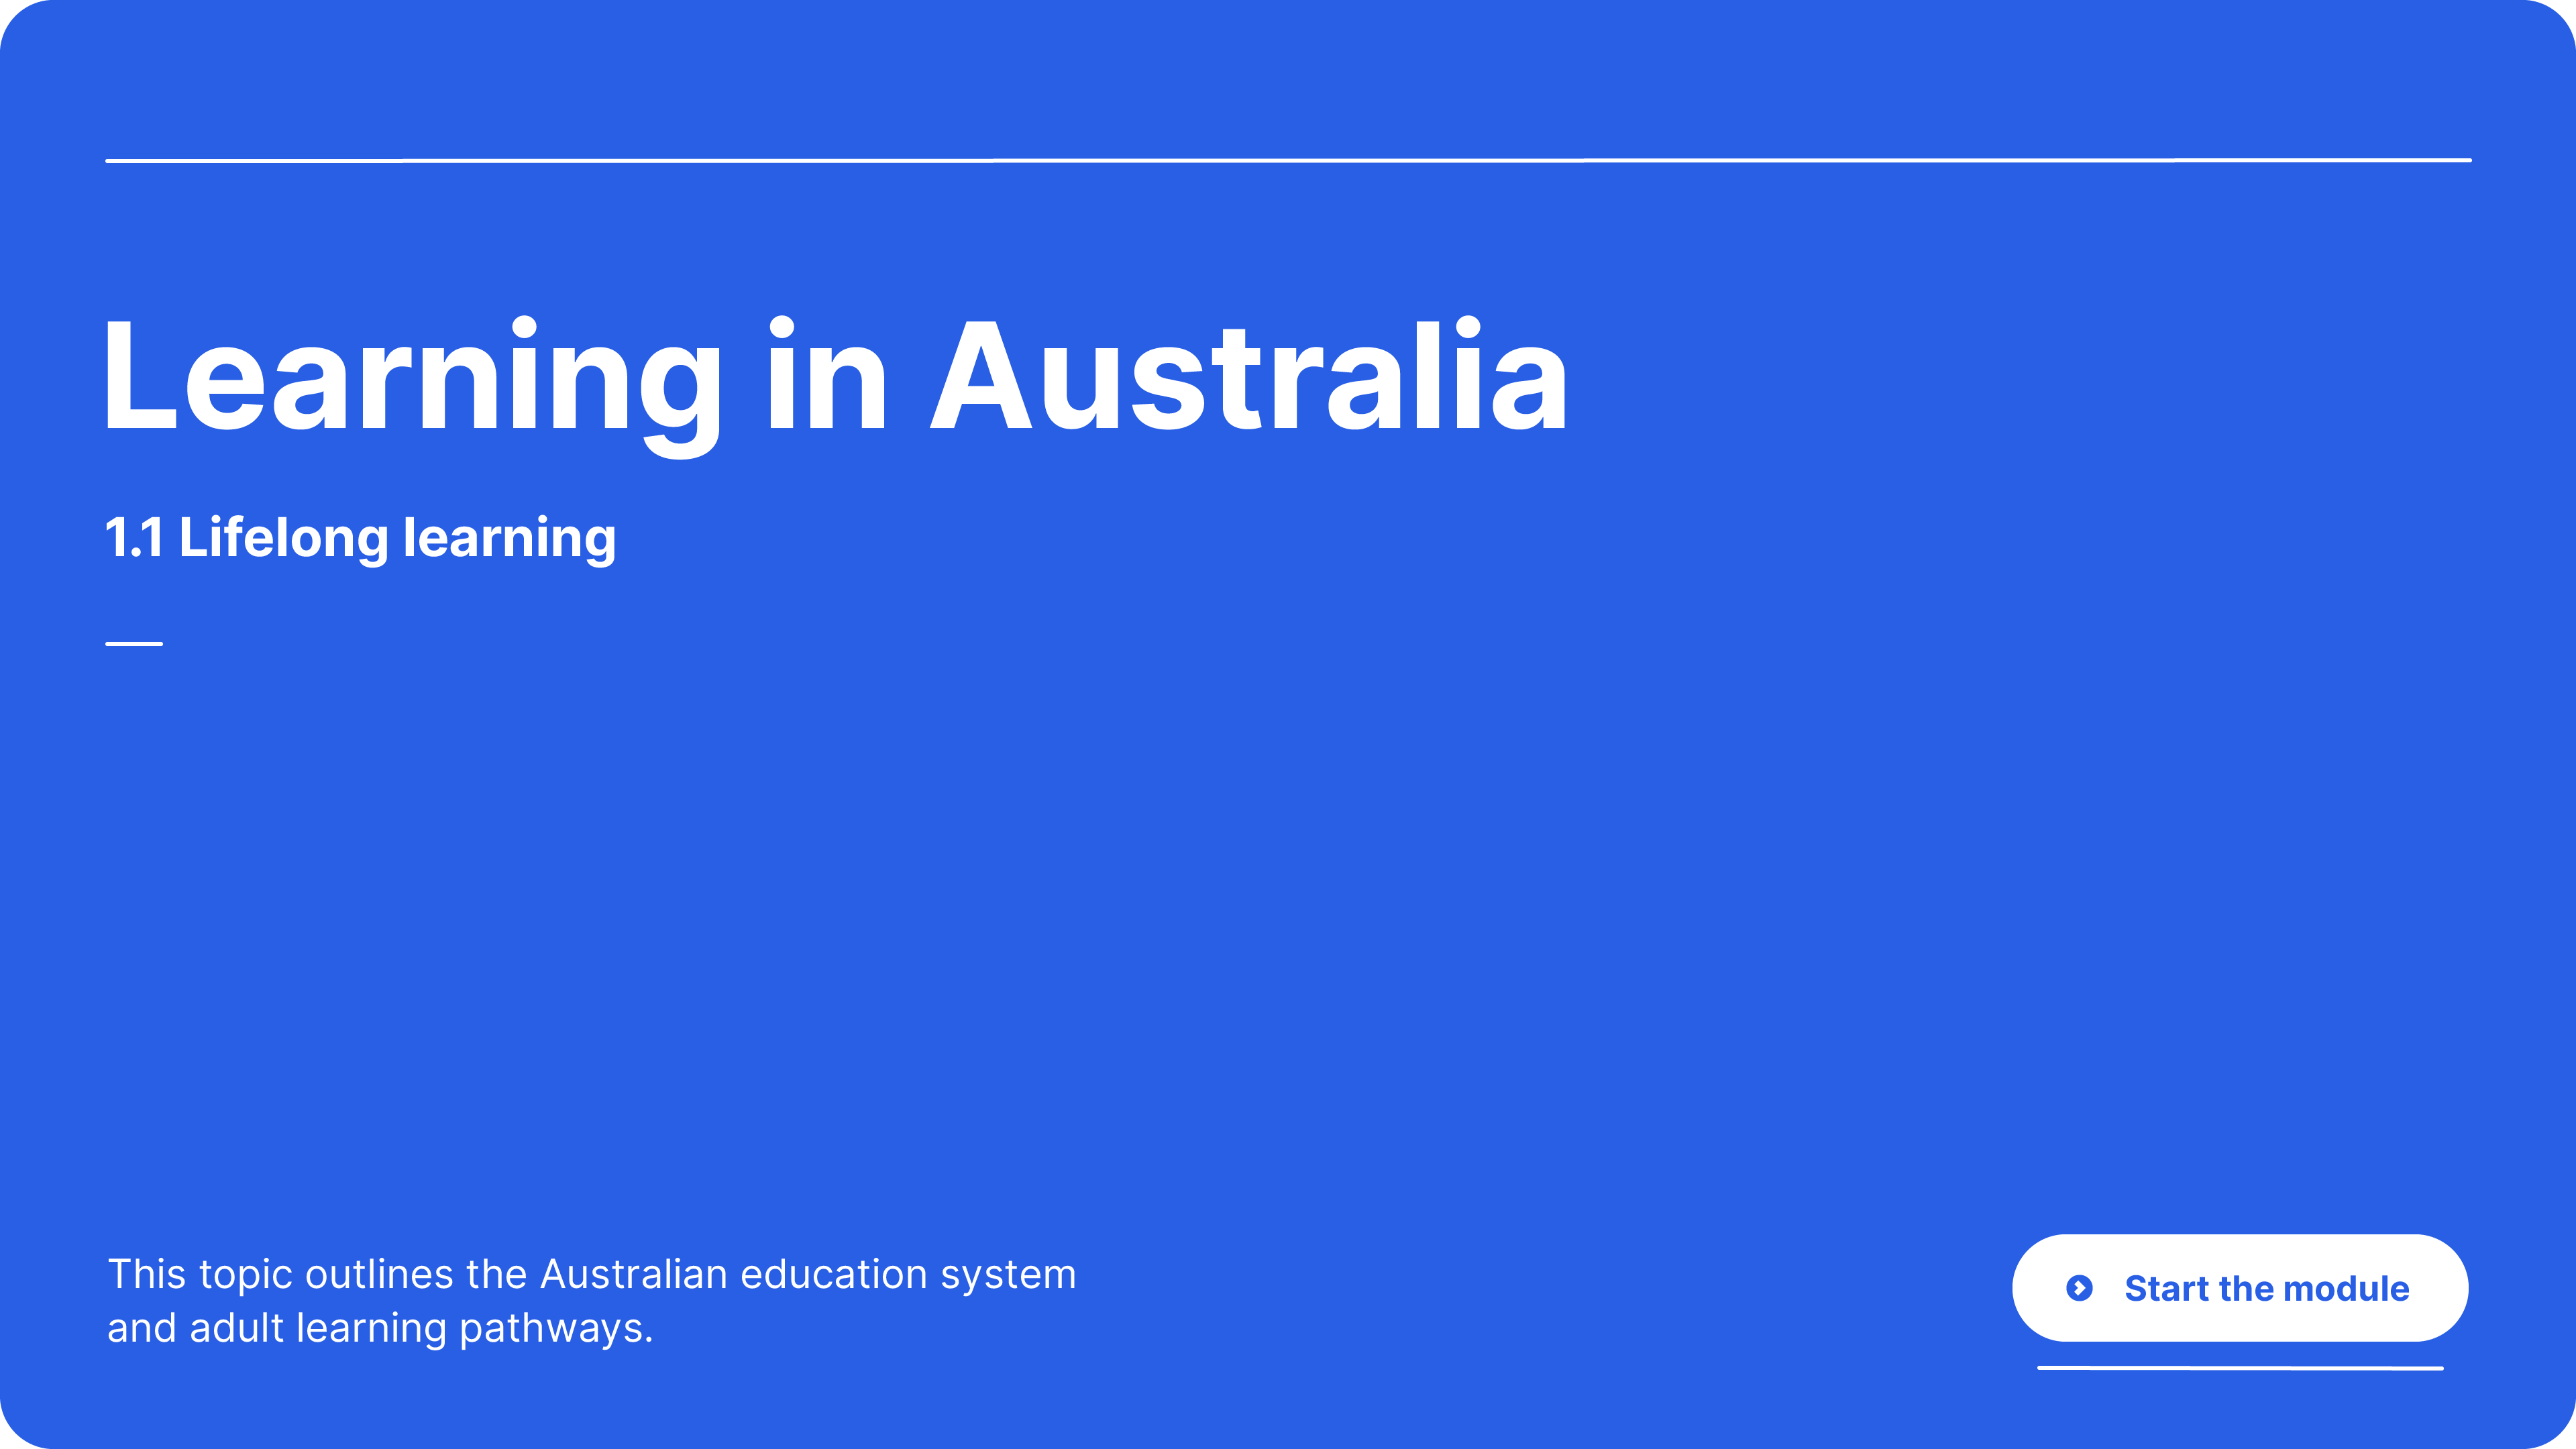 Learning in Australia
1.1 Lifelong learning
This topic outlines the Australian education system
and adult learning pathways.
Start the module